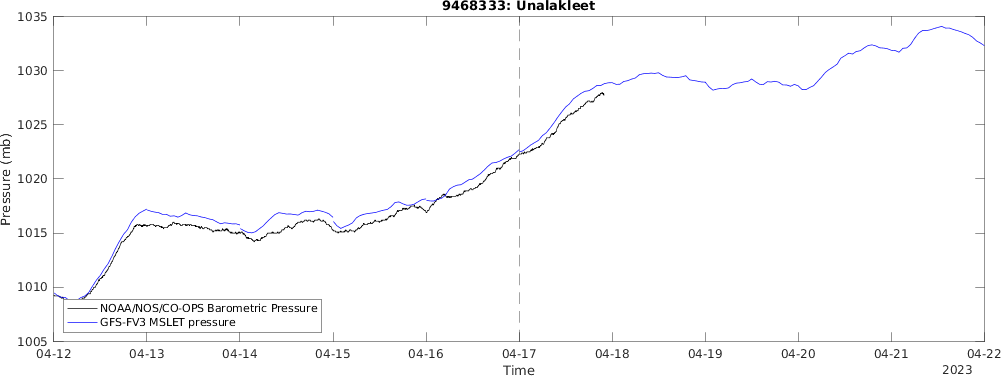 9468333: Unalakleet
Pressure (mb)
1035
1030
1025
1020
1015
1010
1005
NOAA/NOS/CO-OPS Barometric Pressure
GFS-FV3 MSLET pressure
04-12 04-13 04-14 04-15 04-16 04-17 04-18 04-19 04-20 04-21 04-22
Time
2023